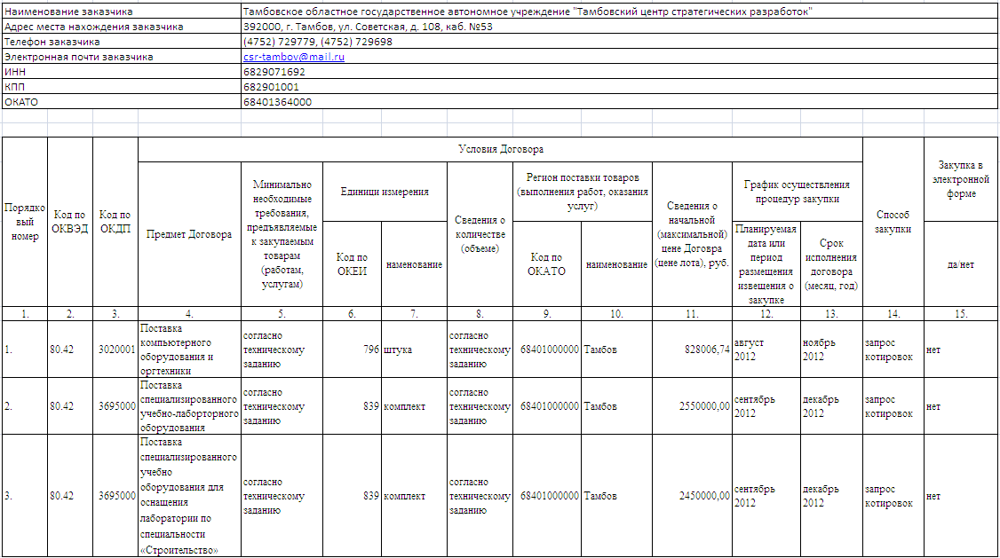 Наименование заказчика Тамбовское областное государственное автономное учреждение "Тамбовский центр стратегических разработок"
Адрес места нахождения заказчика 392000, г. Тамбов, ул. Советская, д. 108, каб. №53
Телефон заказчика (4752) 729779, (4752) 729698
Электронная почти заказчика csr-tambov@mail.ru
ИНН 6829071692
КПП 682901001
ОКАТО 68401364000
Порядко
вый
номер
Код по
ОКВЭД
Код по
ОКДП
Условия Договора
Предмет Договора
Минимально
необходимые
требования,
предъявляемые
к закупаемым
товарам
(работам,
услугам)
Единици измерения
Код по
ОКЕИ
наменование
Сведения о
количестве
(объеме)
Регион поставки товаров
(выполнения работ, оказания
услуг)
Код по
ОКАТО
наименование
Сведения о
начальной
(максимальной)
цене Договра
(цене лота), руб.
График осуществления
процедур закупки
Планируемая
дата или
период
размещения
извещения о
закупке
Срок
исполнения
договора
(месяц, год)
Способ
закупки
Закупка в
электронной
форме
да/нет
1. 2. 3. 4. 5. 6. 7. 8. 9. 10. 11. 12. 13. 14. 15.
1.
80.42
3020001
Поставка
компьютерного
оборудования и
оргтехники
согласно
техническому
заданию
796
штука
согласно
техническому
заданию
68401000000
Тамбов
828006,74
август
2012
ноябрь
2012
запрос
котировок
нет
2.
80.42
3695000
Поставка
специализированного
учебно-лаборторного
оборудования
согласно
техническому
заданию
839
комплект
согласно
техническому
заданию
68401000000
Тамбов
2550000,00
сентябрь
2012
декабрь
2012
запрос
котировок
нет
3.
80.42
3695000
Поставка
специализированного
учебно
оборудования для
оснащения
лаборатории по
специальности
«Строительство»
согласно
техническому
заданию
839
комплект
согласно
техническому
заданию
68401000000
Тамбов
2450000,00
сентябрь
2012
декабрь
2012
запрос
котировок
нет